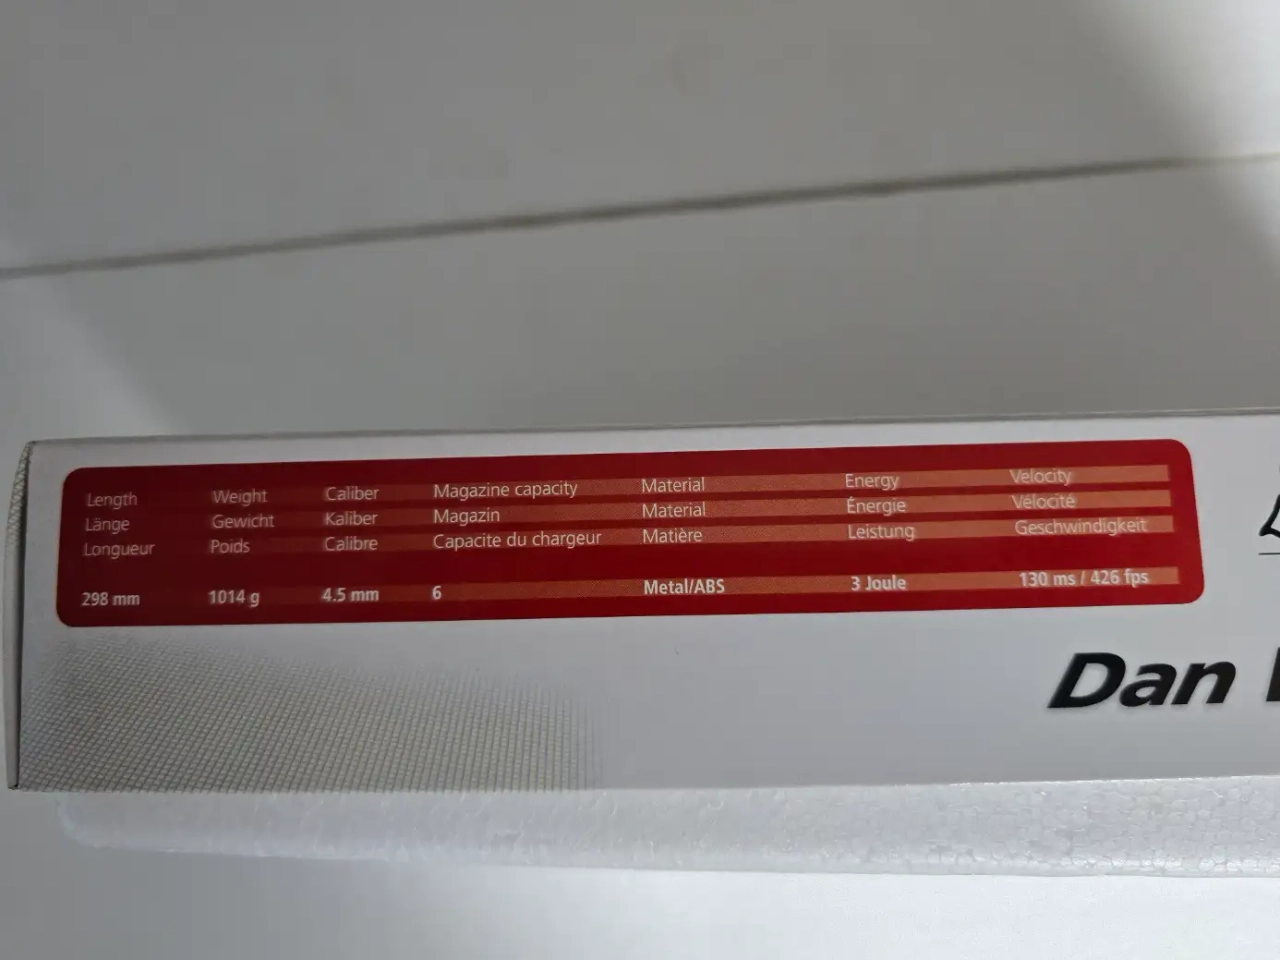 Length Weight Caliber Magazine capacity Material Energy Velocity
Länge Gewicht Kaliber Magazin Material Énergie Vélocité
Longueur Poids Calibre Capacite du chargeur Matière Leistung Geschwindigkeit
298 mm 1014 g 4.5 mm 6 Metal/ABS 3 Joule 130 ms / 426 fps
Dan